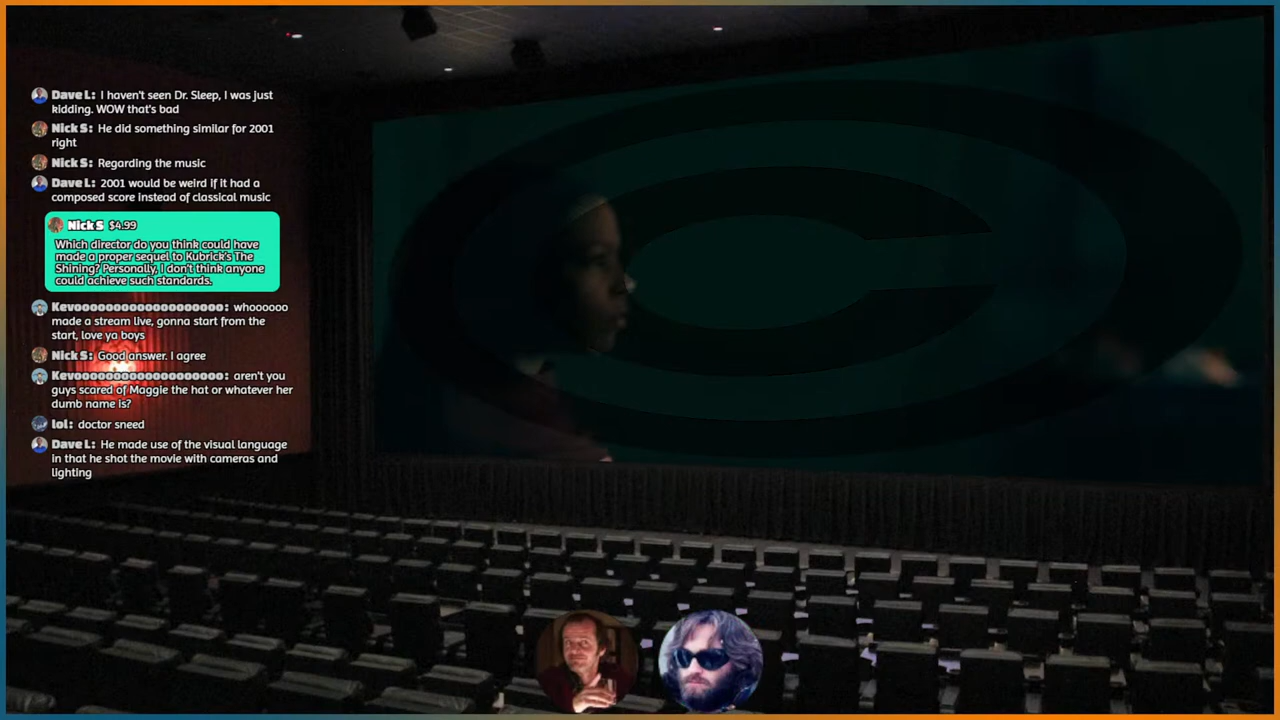 Dave L: I haven't seen Dr. Sleep, I was just
kidding. WOW that's bad
Nick S: He did something similar for 2001
right
Nick S: Regarding the music
Dave L: 2001 would be weird if it had a
composed score instead of classical music
Nick S $4.99
Which director do you think could have
made a proper sequel to Kubrick's The
Shining? Personally, I don't think anyone
could achieve such standards.
Kevoooooooooooooooooooo: whoooooo
made a stream live, gonna start from the
start, love ya boys
Nick S: Good answer. I agree
Kevoooooooooooooooooooo: aren't you
guys scared of Maggie the hat or whatever her
dumb name is?
lol: doctor sneed
Dave L: He made use of the visual language
in that he shot the movie with cameras and
lighting